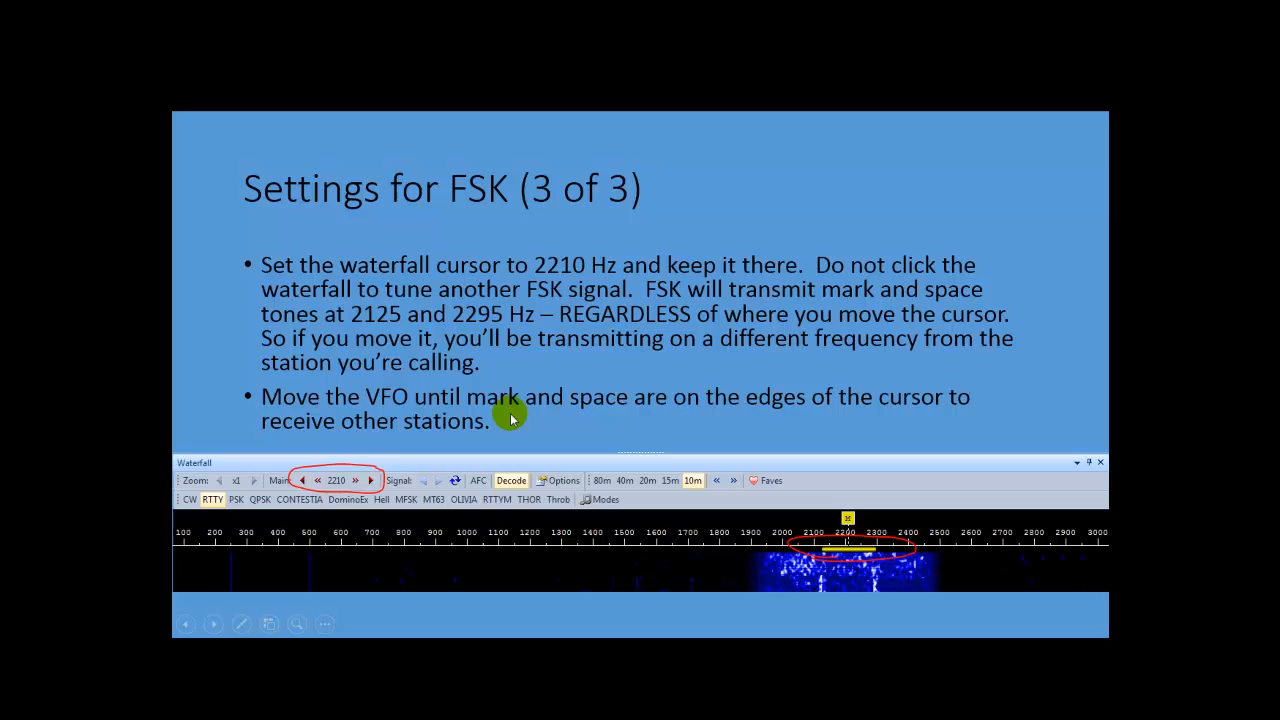 Settings for FSK (3 of 3)
• Set the waterfall cursor to 2210 Hz and keep it there. Do not click the
waterfall to tune another FSK signal. FSK will transmit mark and space
tones at 2125 and 2295 Hz – REGARDLESS of where you move the cursor.
So if you move it, you’ll be transmitting on a different frequency from the
station you’re calling.
• Move the VFO until mark and space are on the edges of the cursor to
receive other stations.
Waterfall
Zoom: x1 Main: 2210 Signal: AFC Decode Options 80m 40m 20m 15m 10m Faves
CW RTTY PSK QPSK CONTESTIA DominoEx Hell MFSK MT63 OLIVIA RTTYM THOR Throb Modes
100 200 300 400 500 600 700 800 900 1000 1100 1200 1300 1400 1500 1600 1700 1800 1900 2000 2100 2200 2300 2400 2500 2600 2700 2800 2900 3000